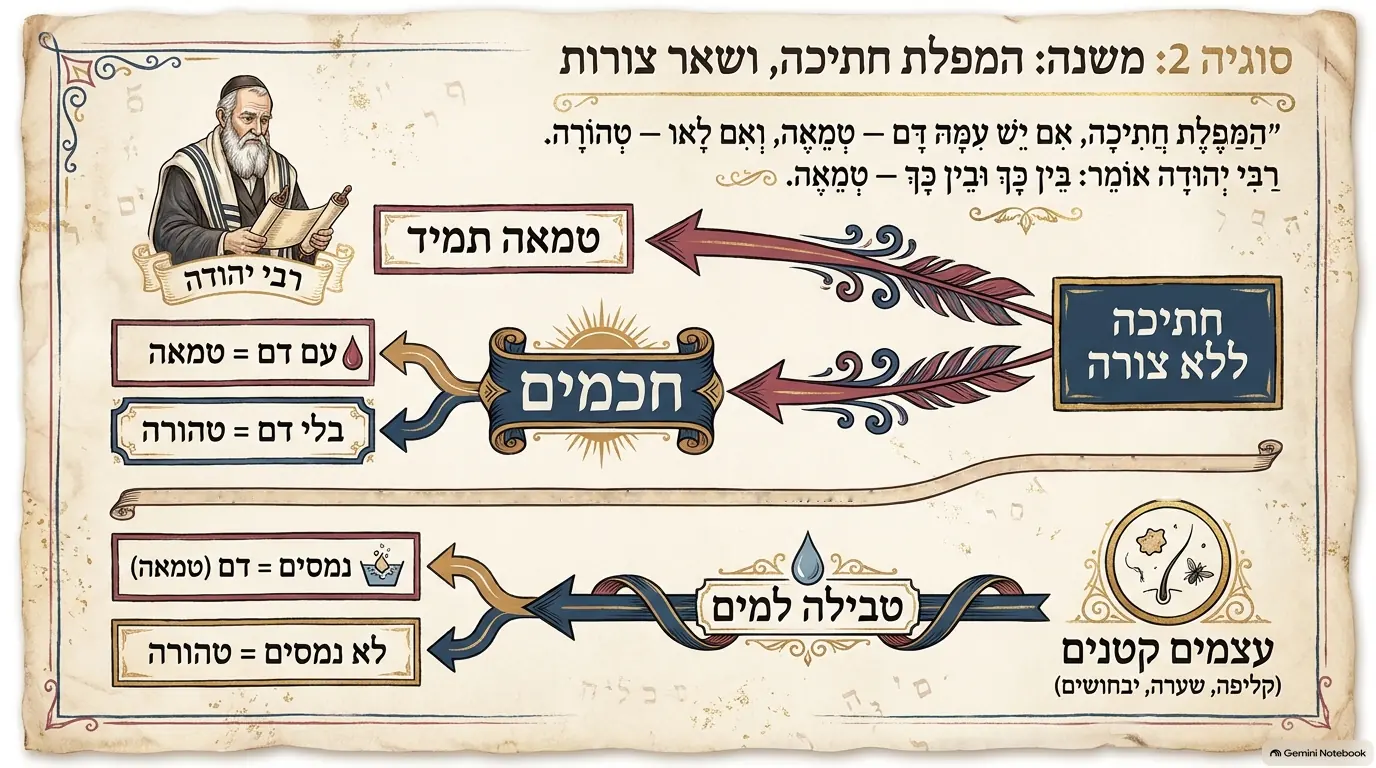 סוגיה 2: משנה: המפלת חתיכה, ושאר צורות
"הַמַּפֶּלֶת חֲתִיכָה, אִם יֵשׁ עִמָּהּ דָּם – טְמֵאָה, וְאִם לָאו – טְהוֹרָה.
רַבִּי יְהוּדָה אוֹמֵר: בֵּין כָּךְ וּבֵין כָּךְ – טְמֵאָה.
רבי יהודה
טמאה תמיד
חתיכה
ללא צורה
חכמים
עם דם = טמאה
בלי דם = טהורה
עצמים קטנים
(קליפה, שערה, יבחושים)
טבילה למים
נמסים = דם (טמאה)
לא נמסים = טהורה
Gemini Notebook